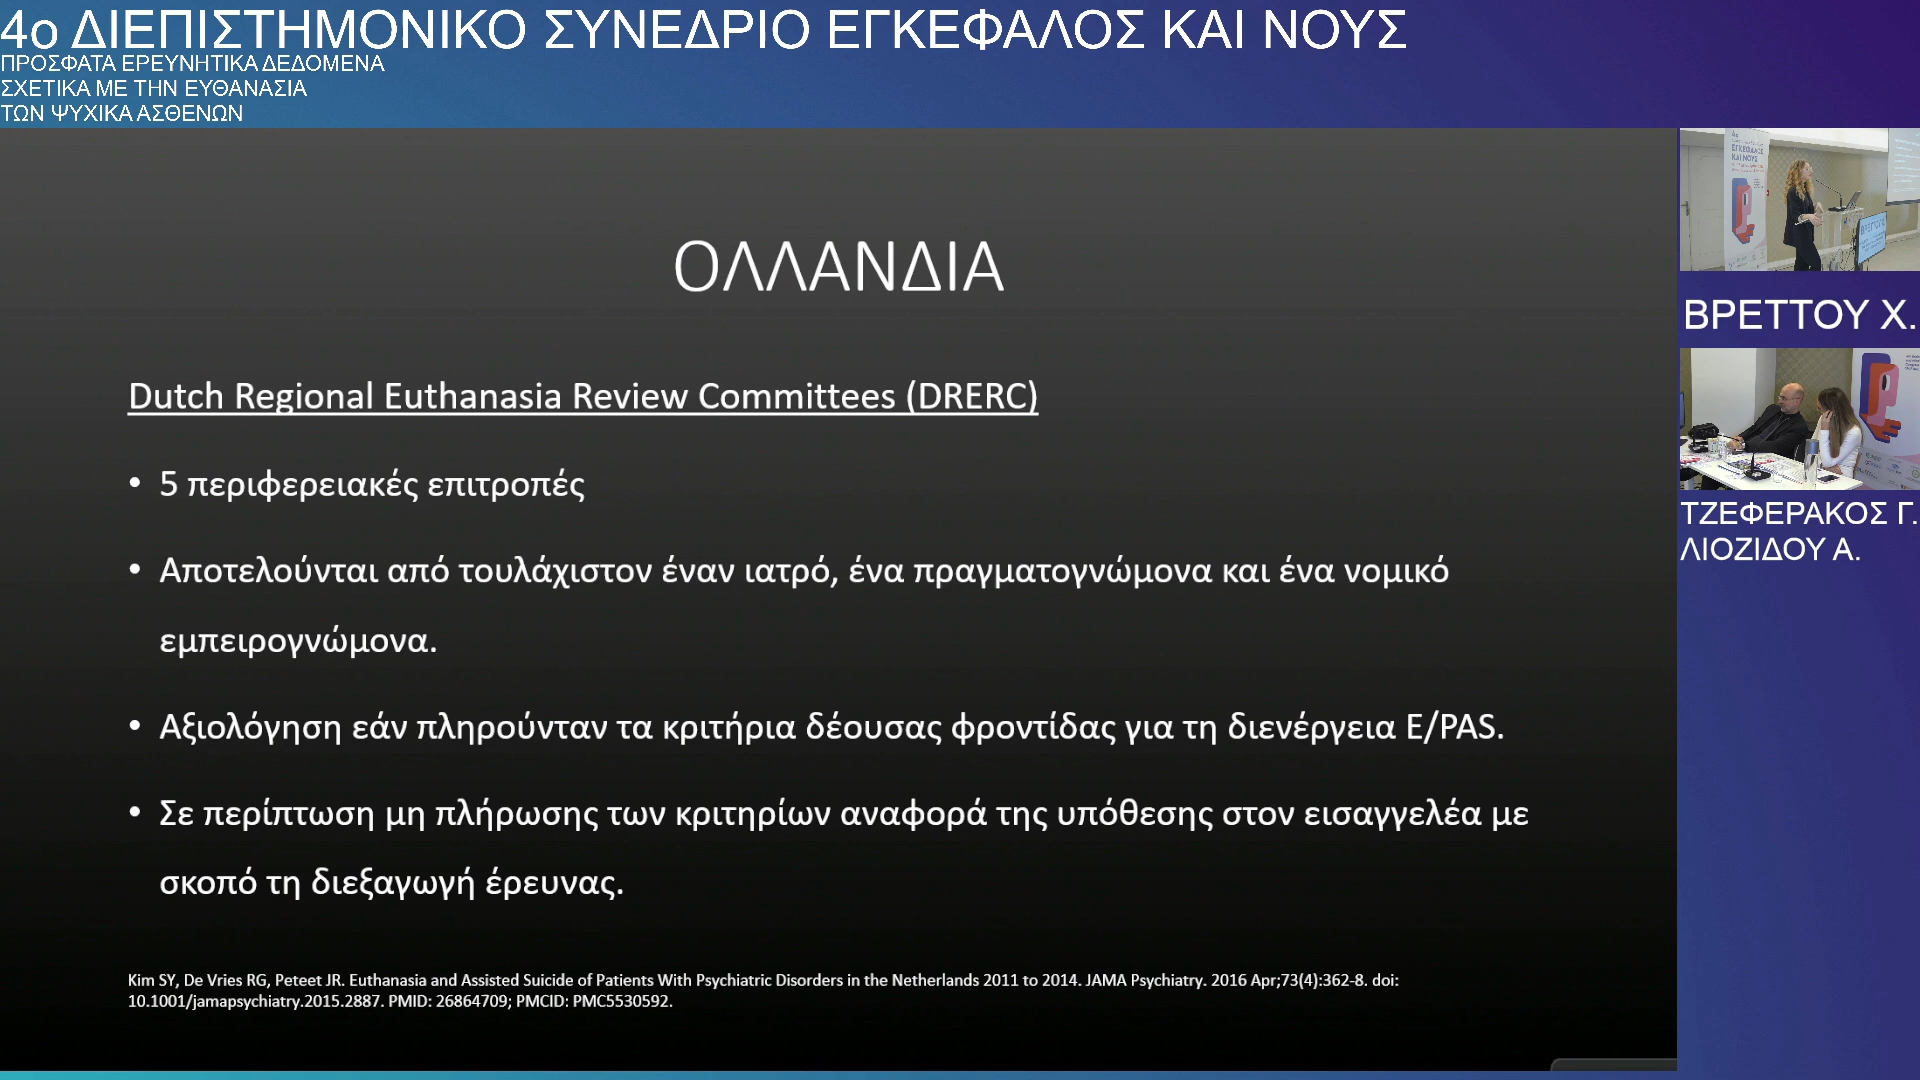 4ο ΔΙΕΠΙΣΤΗΜΟΝΙΚΟ ΣΥΝΕΔΡΙΟ ΕΓΚΕΦΑΛΟΣ ΚΑΙ ΝΟΥΣ
ΠΡΟΣΦΑΤΑ ΕΡΕΥΝΗΤΙΚΑ ΔΕΔΟΜΕΝΑ
ΣΧΕΤΙΚΑ ΜΕ ΤΗΝ ΕΥΘΑΝΑΣΙΑ
ΤΩΝ ΨΥΧΙΚΑ ΑΣΘΕΝΩΝ
ΟΛΛΑΝΔΙΑ
Dutch Regional Euthanasia Review Committees (DRERC)
• 5 περιφερειακές επιτροπές
• Αποτελούνται από τουλάχιστον έναν ιατρό, ένα πραγματογνώμονα και ένα νομικό
εμπειρογνώμονα.
• Αξιολόγηση εάν πληρούνταν τα κριτήρια δέουσας φροντίδας για τη διενέργεια E/PAS.
• Σε περίπτωση μη πλήρωσης των κριτηρίων αναφορά της υπόθεσης στον εισαγγελέα με
σκοπό τη διεξαγωγή έρευνας.
Kim SY, De Vries RG, Peteet JR. Euthanasia and Assisted Suicide of Patients With Psychiatric Disorders in the Netherlands 2011 to 2014. JAMA Psychiatry. 2016 Apr;73(4):362-8. doi:
10.1001/jamapsychiatry.2015.2887. PMID: 26864709; PMCID: PMC5530592.
ΕΓΚΕΦΑΛΟΣ
ΚΑΙ ΝΟΥΣ
ΒΡΕΤΤΟΥ Χ.
ΤΖΕΦΕΡΑΚΟΣ Γ.
ΛΙΟΖΙΔΟΥ Α.